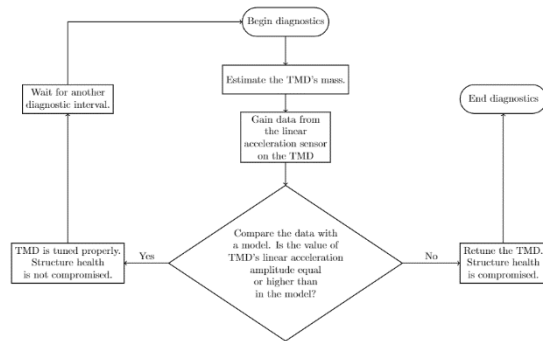 Begin diagnostics
Estimate the TMD's mass.
Wait for another
diagnostic interval.
End diagnostics
Gain data from
the linear
acceleration sensor
on the TMD
Compare the data with
a model. Is the value of
TMD's linear acceleration
amplitude equal
or higher than
in the model?
Yes
TMD is tuned properly.
Structure health
is not compromised.
No
Retune the TMD.
Structure health
is compromised.